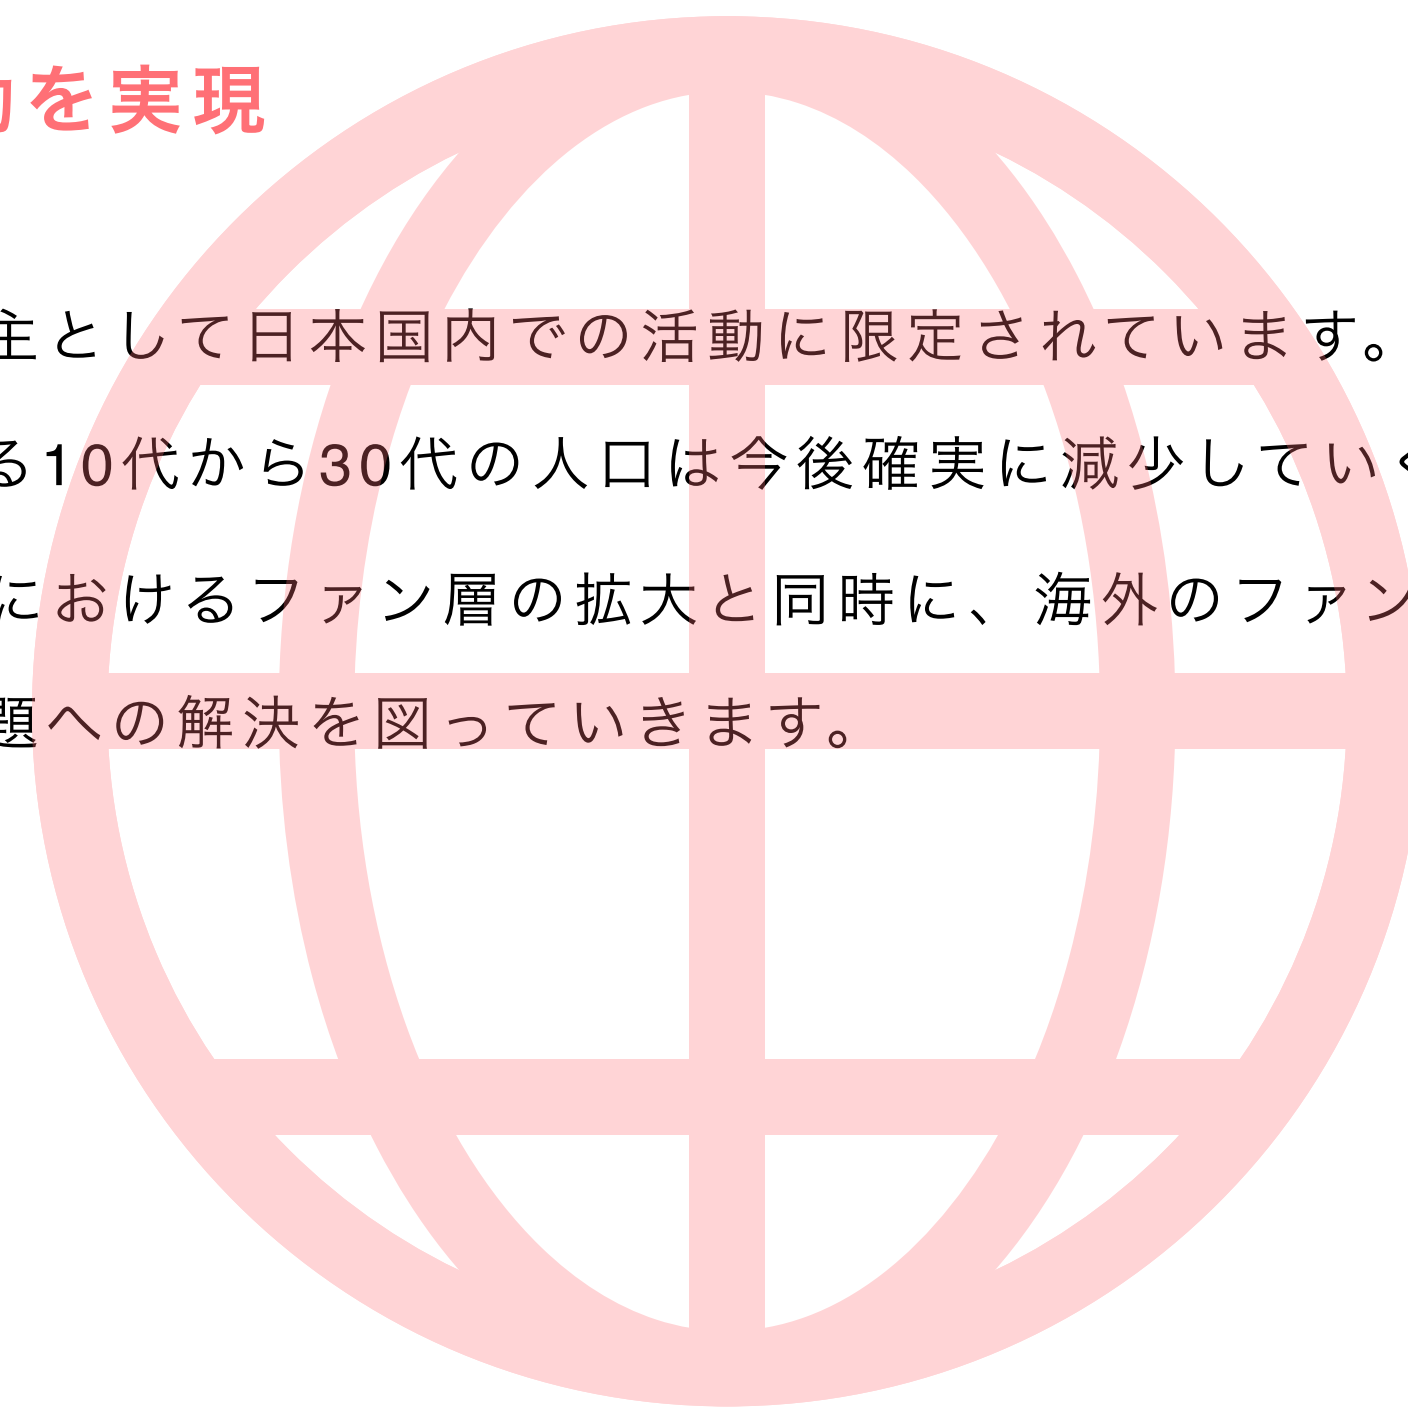 を実現
主として日本国内での活動に限定されています。
る10代から30代の人口は今後確実に減少してい
におけるファン層の拡大と同時に、海外のファン
題への解決を図っていきます。